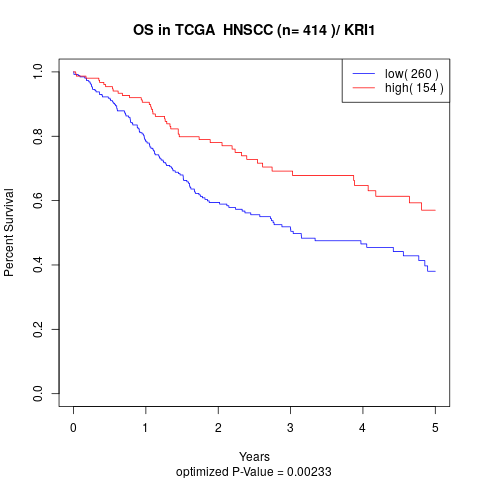 OS in TCGA HNSCC (n= 414 )/ KRI1
low( 260 )
high( 154 )
1.0
0.8
0.6
0.4
0.2
0.0
Percent Survival
0 1 2 3 4 5
Years
optimized P-Value = 0.00233